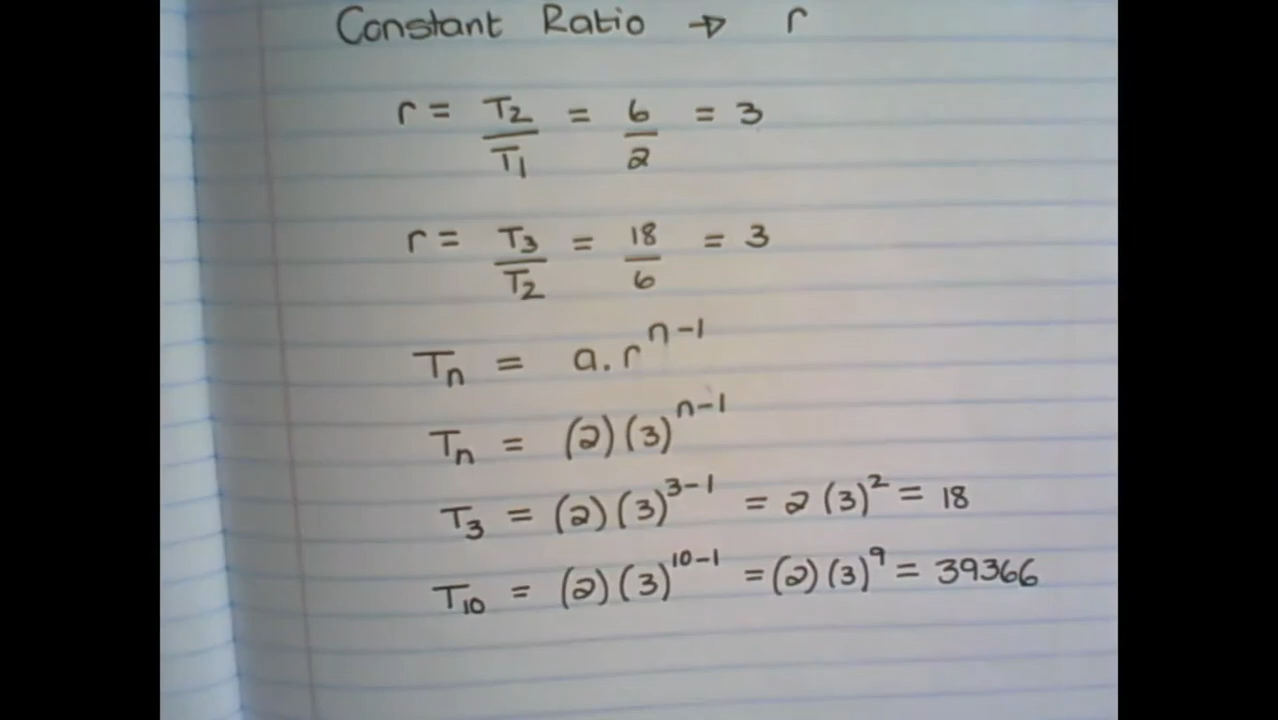 Constant Ratio → r
r = T₂/T₁ = 6/2 = 3
r = T₃/T₂ = 18/6 = 3
Tₙ = a.rⁿ⁻¹
Tₙ = (2)(3)ⁿ⁻¹
T₃ = (2)(3)³⁻¹ = 2(3)² = 18
T₁₀ = (2)(3)¹⁰⁻¹ = (2)(3)⁹ = 39366